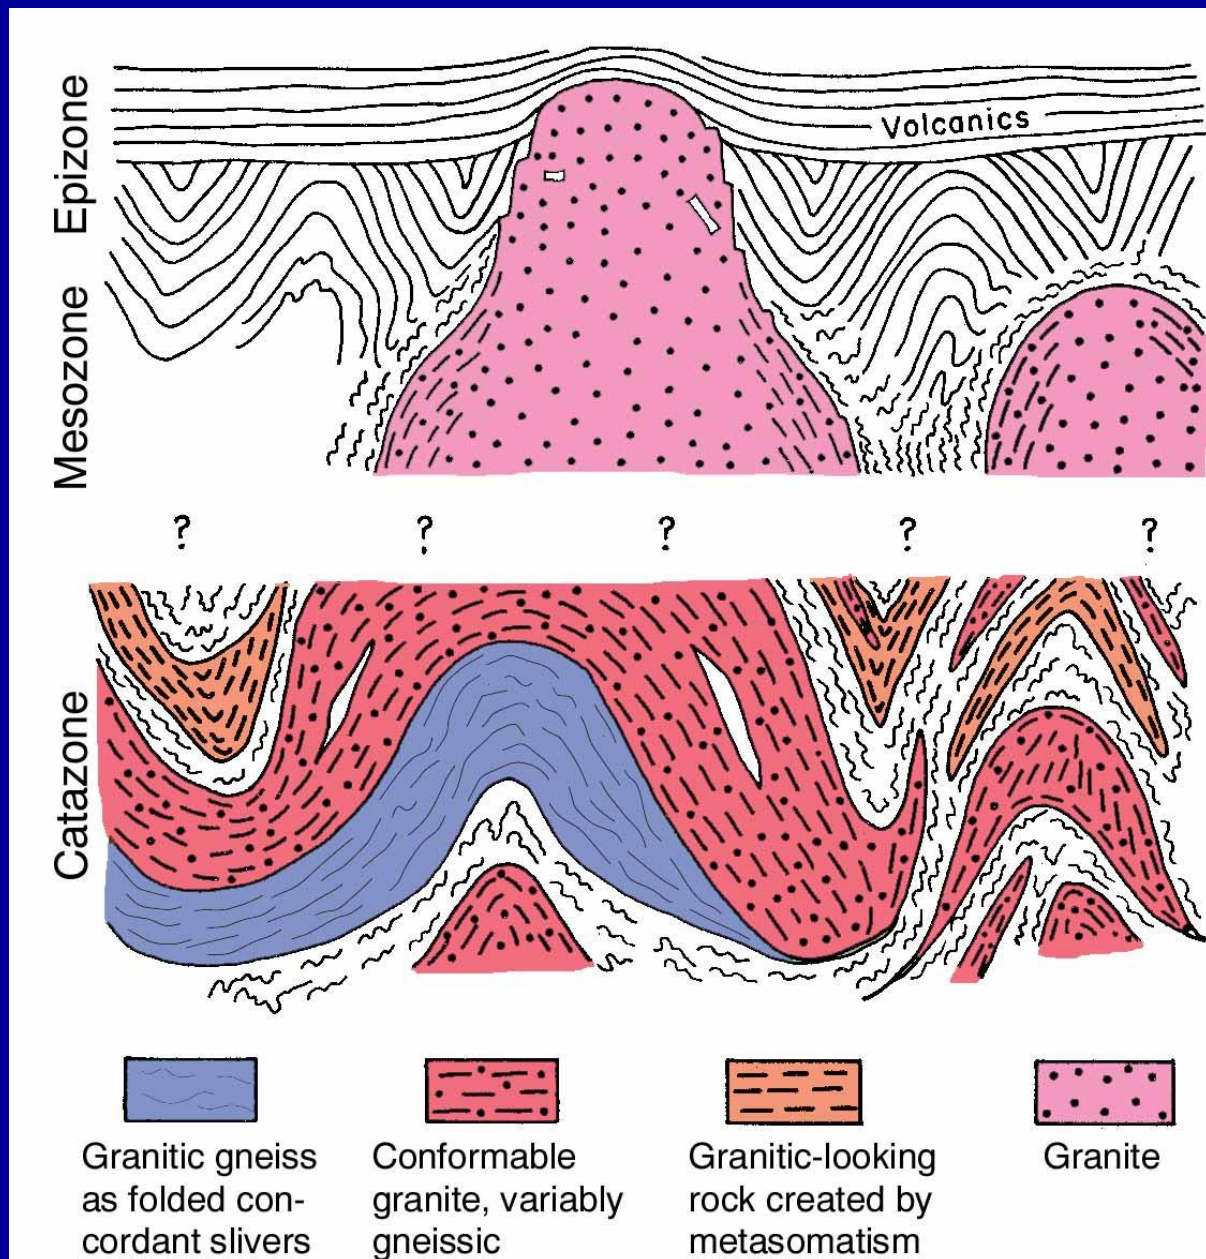 Epizone
Volcanics
Mesozone
? ? ? ? ?
Catazone
Granitic gneiss
as folded con-
cordant slivers
Conformable
granite, variably
gneissic
Granitic-looking
rock created by
metasomatism
Granite